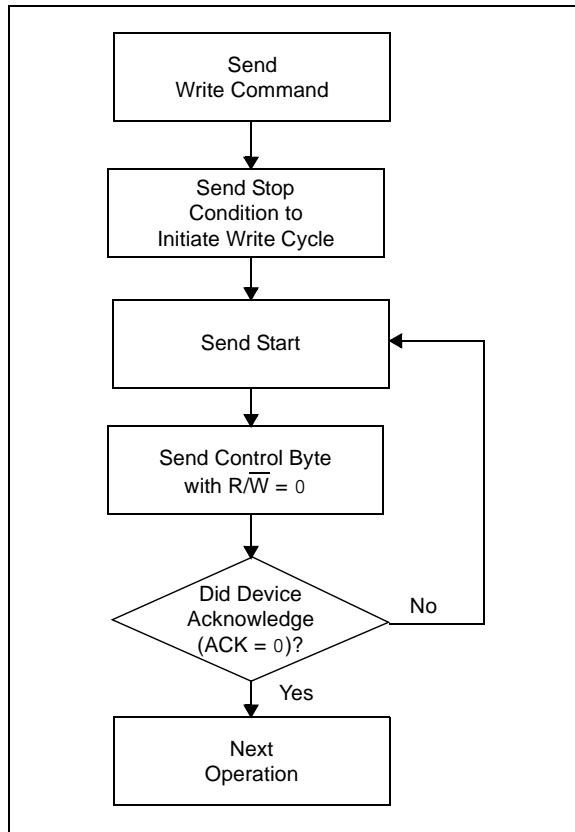 Send
Write Command
Send Stop
Condition to
Initiate Write Cycle
Send Start
Send Control Byte
with R/W̅ = 0
Did Device
Acknowledge
(ACK = 0)?
No
Yes
Next
Operation